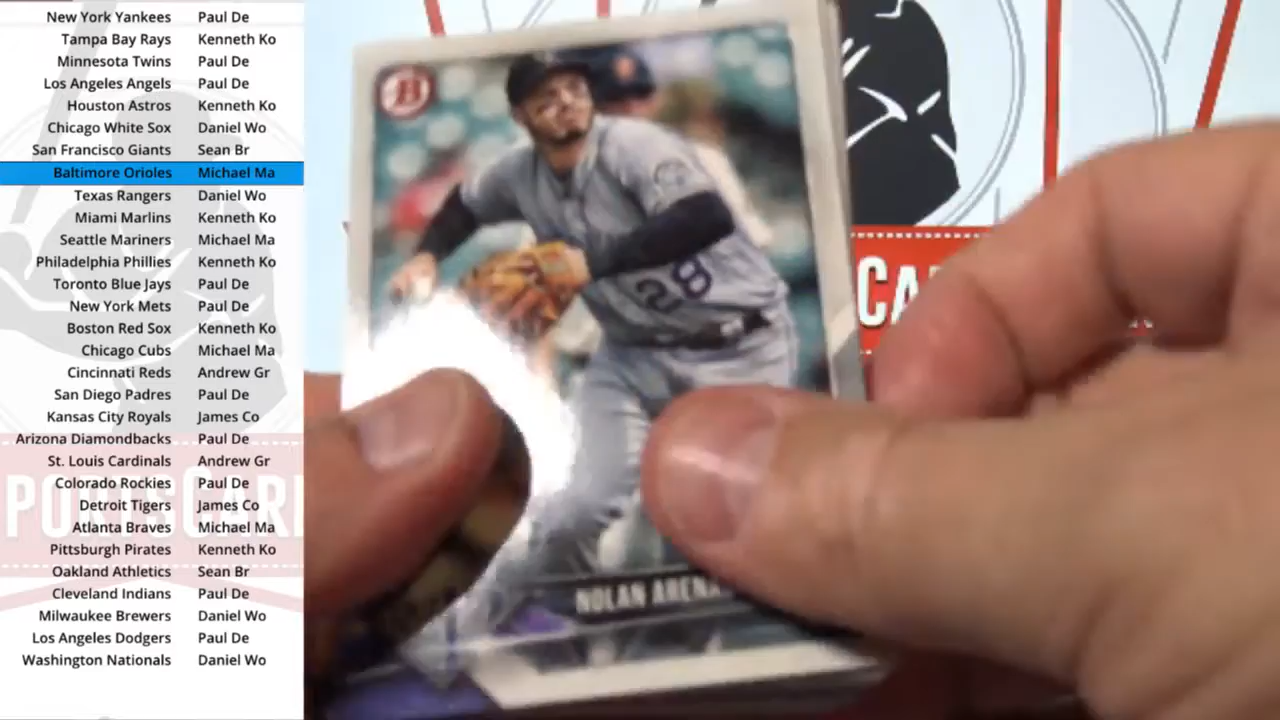 New York Yankees Paul De
Tampa Bay Rays Kenneth Ko
Minnesota Twins Paul De
Los Angeles Angels Paul De
Houston Astros Kenneth Ko
Chicago White Sox Daniel Wo
San Francisco Giants Sean Br
Baltimore Orioles Michael Ma
Texas Rangers Daniel Wo
Miami Marlins Kenneth Ko
Seattle Mariners Michael Ma
Philadelphia Phillies Kenneth Ko
Toronto Blue Jays Paul De
New York Mets Paul De
Boston Red Sox Kenneth Ko
Chicago Cubs Michael Ma
Cincinnati Reds Andrew Gr
San Diego Padres Paul De
Kansas City Royals James Co
Arizona Diamondbacks Paul De
St. Louis Cardinals Andrew Gr
Colorado Rockies Paul De
Detroit Tigers James Co
Atlanta Braves Michael Ma
Pittsburgh Pirates Kenneth Ko
Oakland Athletics Sean Br
Cleveland Indians Paul De
Milwaukee Brewers Daniel Wo
Los Angeles Dodgers Paul De
Washington Nationals Daniel Wo
PORTSCARD
B
28
NOLAN ARENA
CA